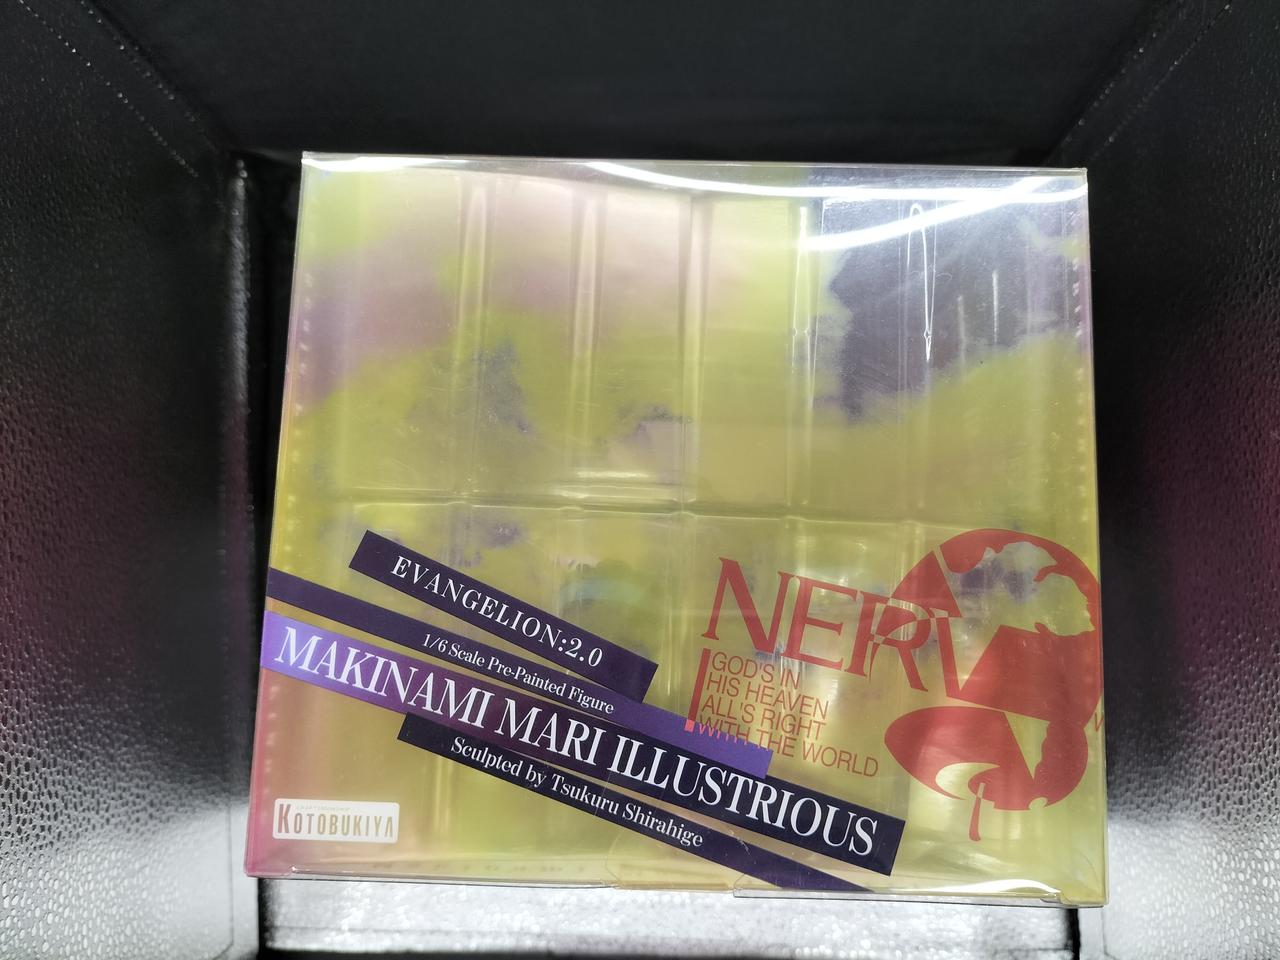 EVANGELION:2.0
1/6 Scale Pre-Painted Figure
MAKINAMI MARI ILLUSTRIOUS
Sculpted by Tsukuru Shirahige
NERV
GOD'S IN
HIS HEAVEN
ALL'S RIGHT
WITH THE WORLD
KOTOBUKIYA